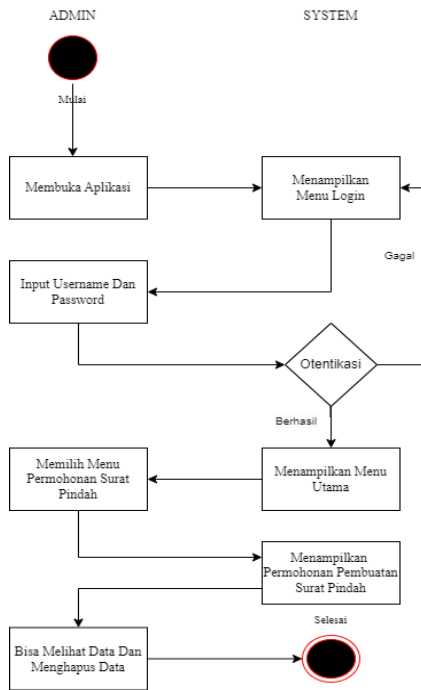 ADMIN
SYSTEM
Mulai
Membuka Aplikasi
Menampilkan
Menu Login
Gagal
Input Username Dan
Password
Otentikasi
Berhasil
Memilih Menu
Permohonan Surat
Pindah
Menampilkan Menu
Utama
Menampilkan
Permohonan Pembuatan
Surat Pindah
Selesai
Bisa Melihat Data Dan
Menghapus Data